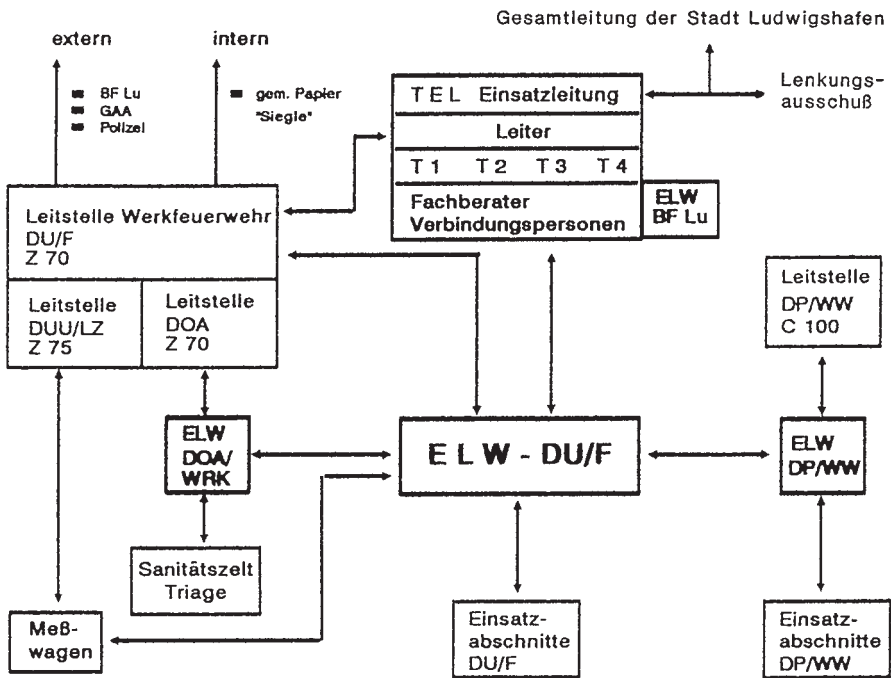 Gesamtleitung der Stadt Ludwigshafen
extern
intern
BF Lu
GAA
Polizei
gem. Papier
"Siegle"
TEL Einsatzleitung
Leiter
T1 T2 T3 T4
Fachberater
Verbindungspersonen
ELW
BF Lu
Lenkungs-
ausschuß
Leitstelle Werkfeuerwehr
DU/F
Z 70
Leitstelle
DUU/LZ
Z 75
Leitstelle
DOA
Z 70
Leitstelle
DP/WW
C 100
ELW
DOA/
WRK
ELW - DU/F
ELW
DP/WW
Sanitätszelt
Triage
Meß-
wagen
Einsatz-
abschnitte
DU/F
Einsatz-
abschnitte
DP/WW